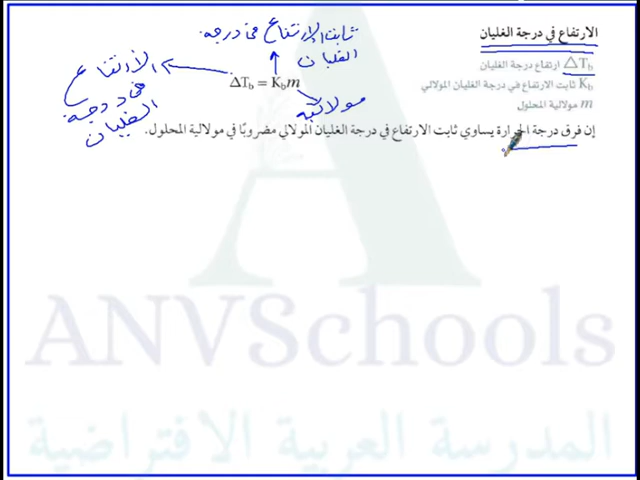 الارتفاع في درجة الغليان
ΔTb ارتفاع درجة الغليان
Kb ثابت الارتفاع في درجة الغليان المولالي
m مولالية المحلول
ثابت الإرتفاع في درجة
الغليان
ΔTb = Kbm
الارتفاع
في درجة
الغليان
مولالية
إن فرق درجة الحرارة يساوي ثابت الارتفاع في درجة الغليان المولالي مضروبًا في مولالية المحلول.
ANVSchools
المدرسة العربية الافتراضية